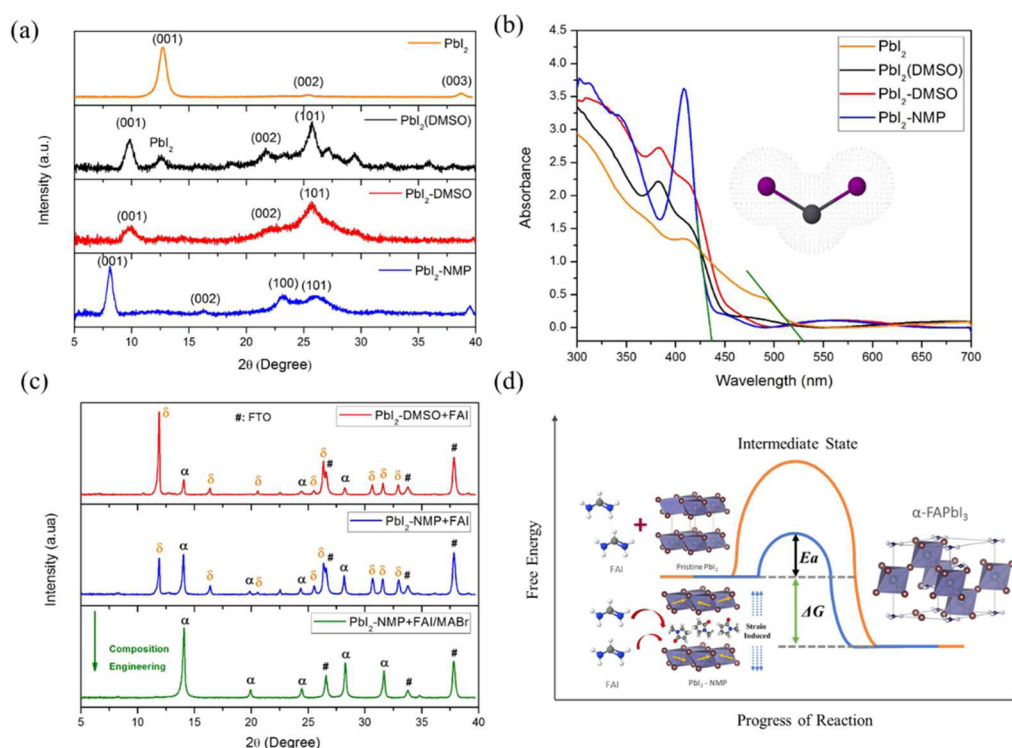 (a)
(001)
PbI2
(002)
(003)
(001)
PbI2
(002)
(101)
PbI2(DMSO)
(001)
(002)
(101)
PbI2-DMSO
(001)
(002)
(100)
(101)
PbI2-NMP
Intensity (a.u.)
5 10 15 20 25 30 35 40
2θ (Degree)
(b)
4.5
4.0
3.5
3.0
2.5
2.0
1.5
1.0
0.5
0.0
Absorbance
PbI2
PbI2(DMSO)
PbI2-DMSO
PbI2-NMP
300 350 400 450 500 550 600 650 700
Wavelength (nm)
(c)
#: FTO
PbI2-DMSO+FAI
δ α δ δ α δ δ # α δ δ δ # #
PbI2-NMP+FAI
δ α δ α δ α δ δ # α δ δ δ # #
PbI2-NMP+FAI/MABr
α α α # α α # #
Composition
Engineering
Intensity (a.ua)
5 10 15 20 25 30 35 40
2θ (Degree)
(d)
Intermediate State
α-FAPbI3
Free Energy
+
FAI
Pristine PbI2
Ea
ΔG
Strain
Induced
FAI
PbI2 - NMP
Progress of Reaction